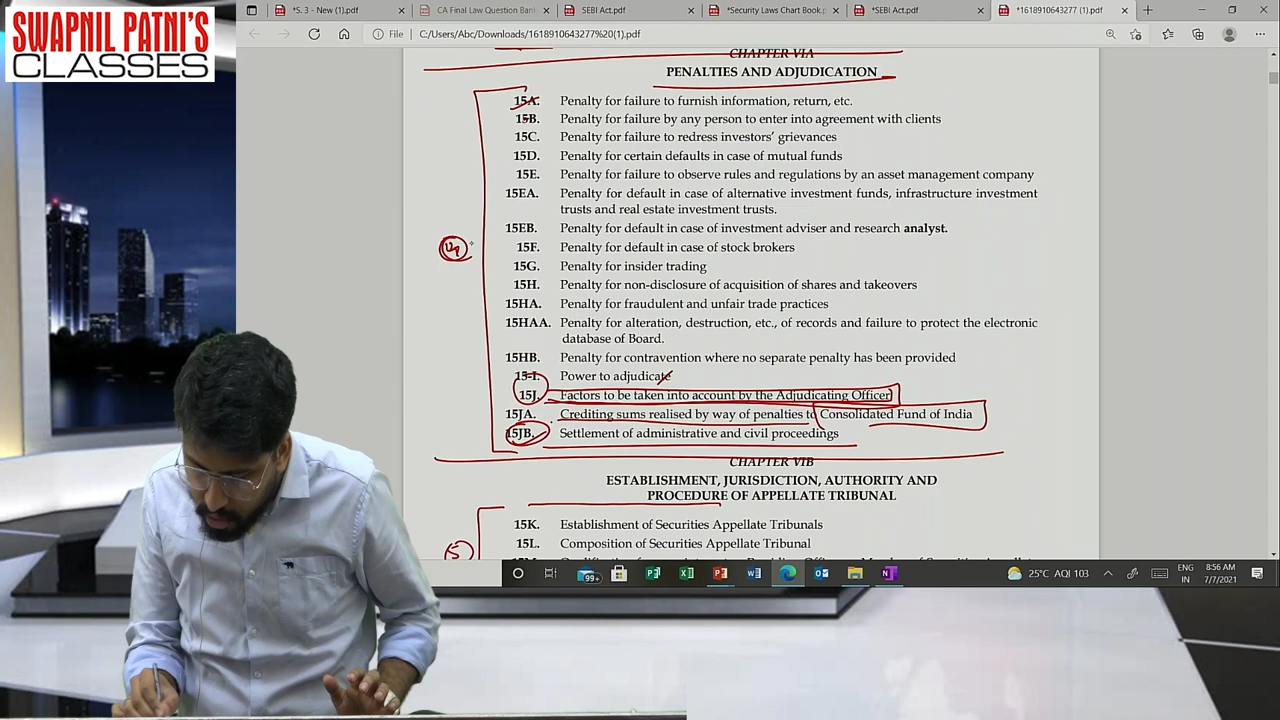 SWAPNIL PATNI'S
CLASSES
*S. 3 - New (1).pdf
CA Final Law Question Ban
SEBI Act.pdf
*Security Laws Chart Book.p
*SEBI Act.pdf
*1618910643277 (1).pdf
File
C:/Users/Abc/Downloads/1618910643277%20(1).pdf
CHAPTER VIA
PENALTIES AND ADJUDICATION
15A. Penalty for failure to furnish information, return, etc.
15B. Penalty for failure by any person to enter into agreement with clients
15C. Penalty for failure to redress investors' grievances
15D. Penalty for certain defaults in case of mutual funds
15E. Penalty for failure to observe rules and regulations by an asset management company
15EA. Penalty for default in case of alternative investment funds, infrastructure investment
trusts and real estate investment trusts.
15EB. Penalty for default in case of investment adviser and research analyst.
15F. Penalty for default in case of stock brokers
15G. Penalty for insider trading
15H. Penalty for non-disclosure of acquisition of shares and takeovers
15HA. Penalty for fraudulent and unfair trade practices
15HAA. Penalty for alteration, destruction, etc., of records and failure to protect the electronic
database of Board.
15HB. Penalty for contravention where no separate penalty has been provided
15-I. Power to adjudicate
15J. Factors to be taken into account by the Adjudicating Officer
15JA. Crediting sums realised by way of penalties to Consolidated Fund of India
15JB. Settlement of administrative and civil proceedings
CHAPTER VIB
ESTABLISHMENT, JURISDICTION, AUTHORITY AND
PROCEDURE OF APPELLATE TRIBUNAL
15K. Establishment of Securities Appellate Tribunals
15L. Composition of Securities Appellate Tribunal
5
99+
25°C AQI 103
ENG
IN
8:56 AM
7/7/2021